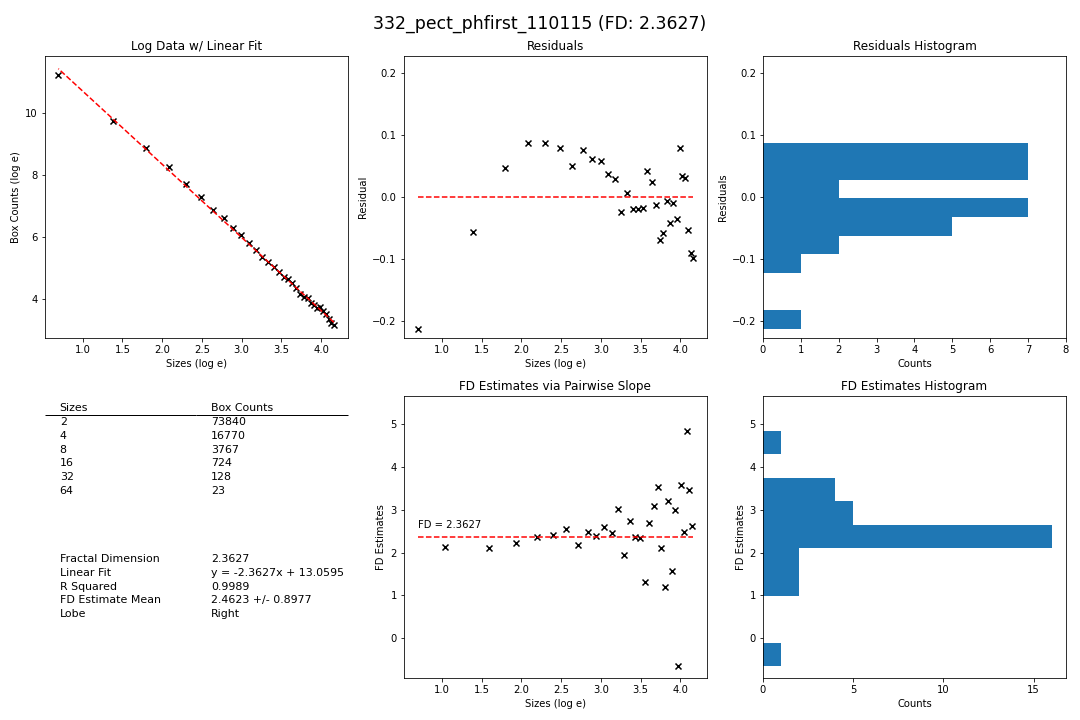 332_pect_phfirst_110115 (FD: 2.3627)
Log Data w/ Linear Fit
Box Counts (log e)
10
8
6
4
1.0 1.5 2.0 2.5 3.0 3.5 4.0
Sizes (log e)
Residuals
Residual
0.2
0.1
0.0
−0.1
−0.2
1.0 1.5 2.0 2.5 3.0 3.5 4.0
Sizes (log e)
Residuals Histogram
Residuals
0.2
0.1
0.0
−0.1
−0.2
0 1 2 3 4 5 6 7 8
Counts
Sizes Box Counts
2 73840
4 16770
8 3767
16 724
32 128
64 23
Fractal Dimension 2.3627
Linear Fit y = -2.3627x + 13.0595
R Squared 0.9989
FD Estimate Mean 2.4623 +/- 0.8977
Lobe Right
FD Estimates via Pairwise Slope
FD Estimates
5
4
3
2
1
0
FD = 2.3627
1.0 1.5 2.0 2.5 3.0 3.5 4.0
Sizes (log e)
FD Estimates Histogram
FD Estimates
5
4
3
2
1
0
0 5 10 15
Counts